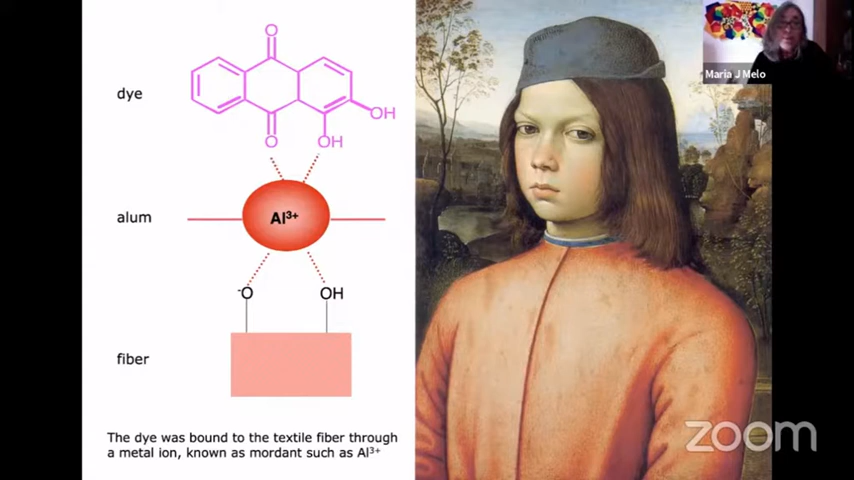 O
dye
OH
O
OH
alum
Al³⁺
⁻O
OH
fiber
The dye was bound to the textile fiber through
a metal ion, known as mordant such as Al³⁺
Maria J Melo
zoom